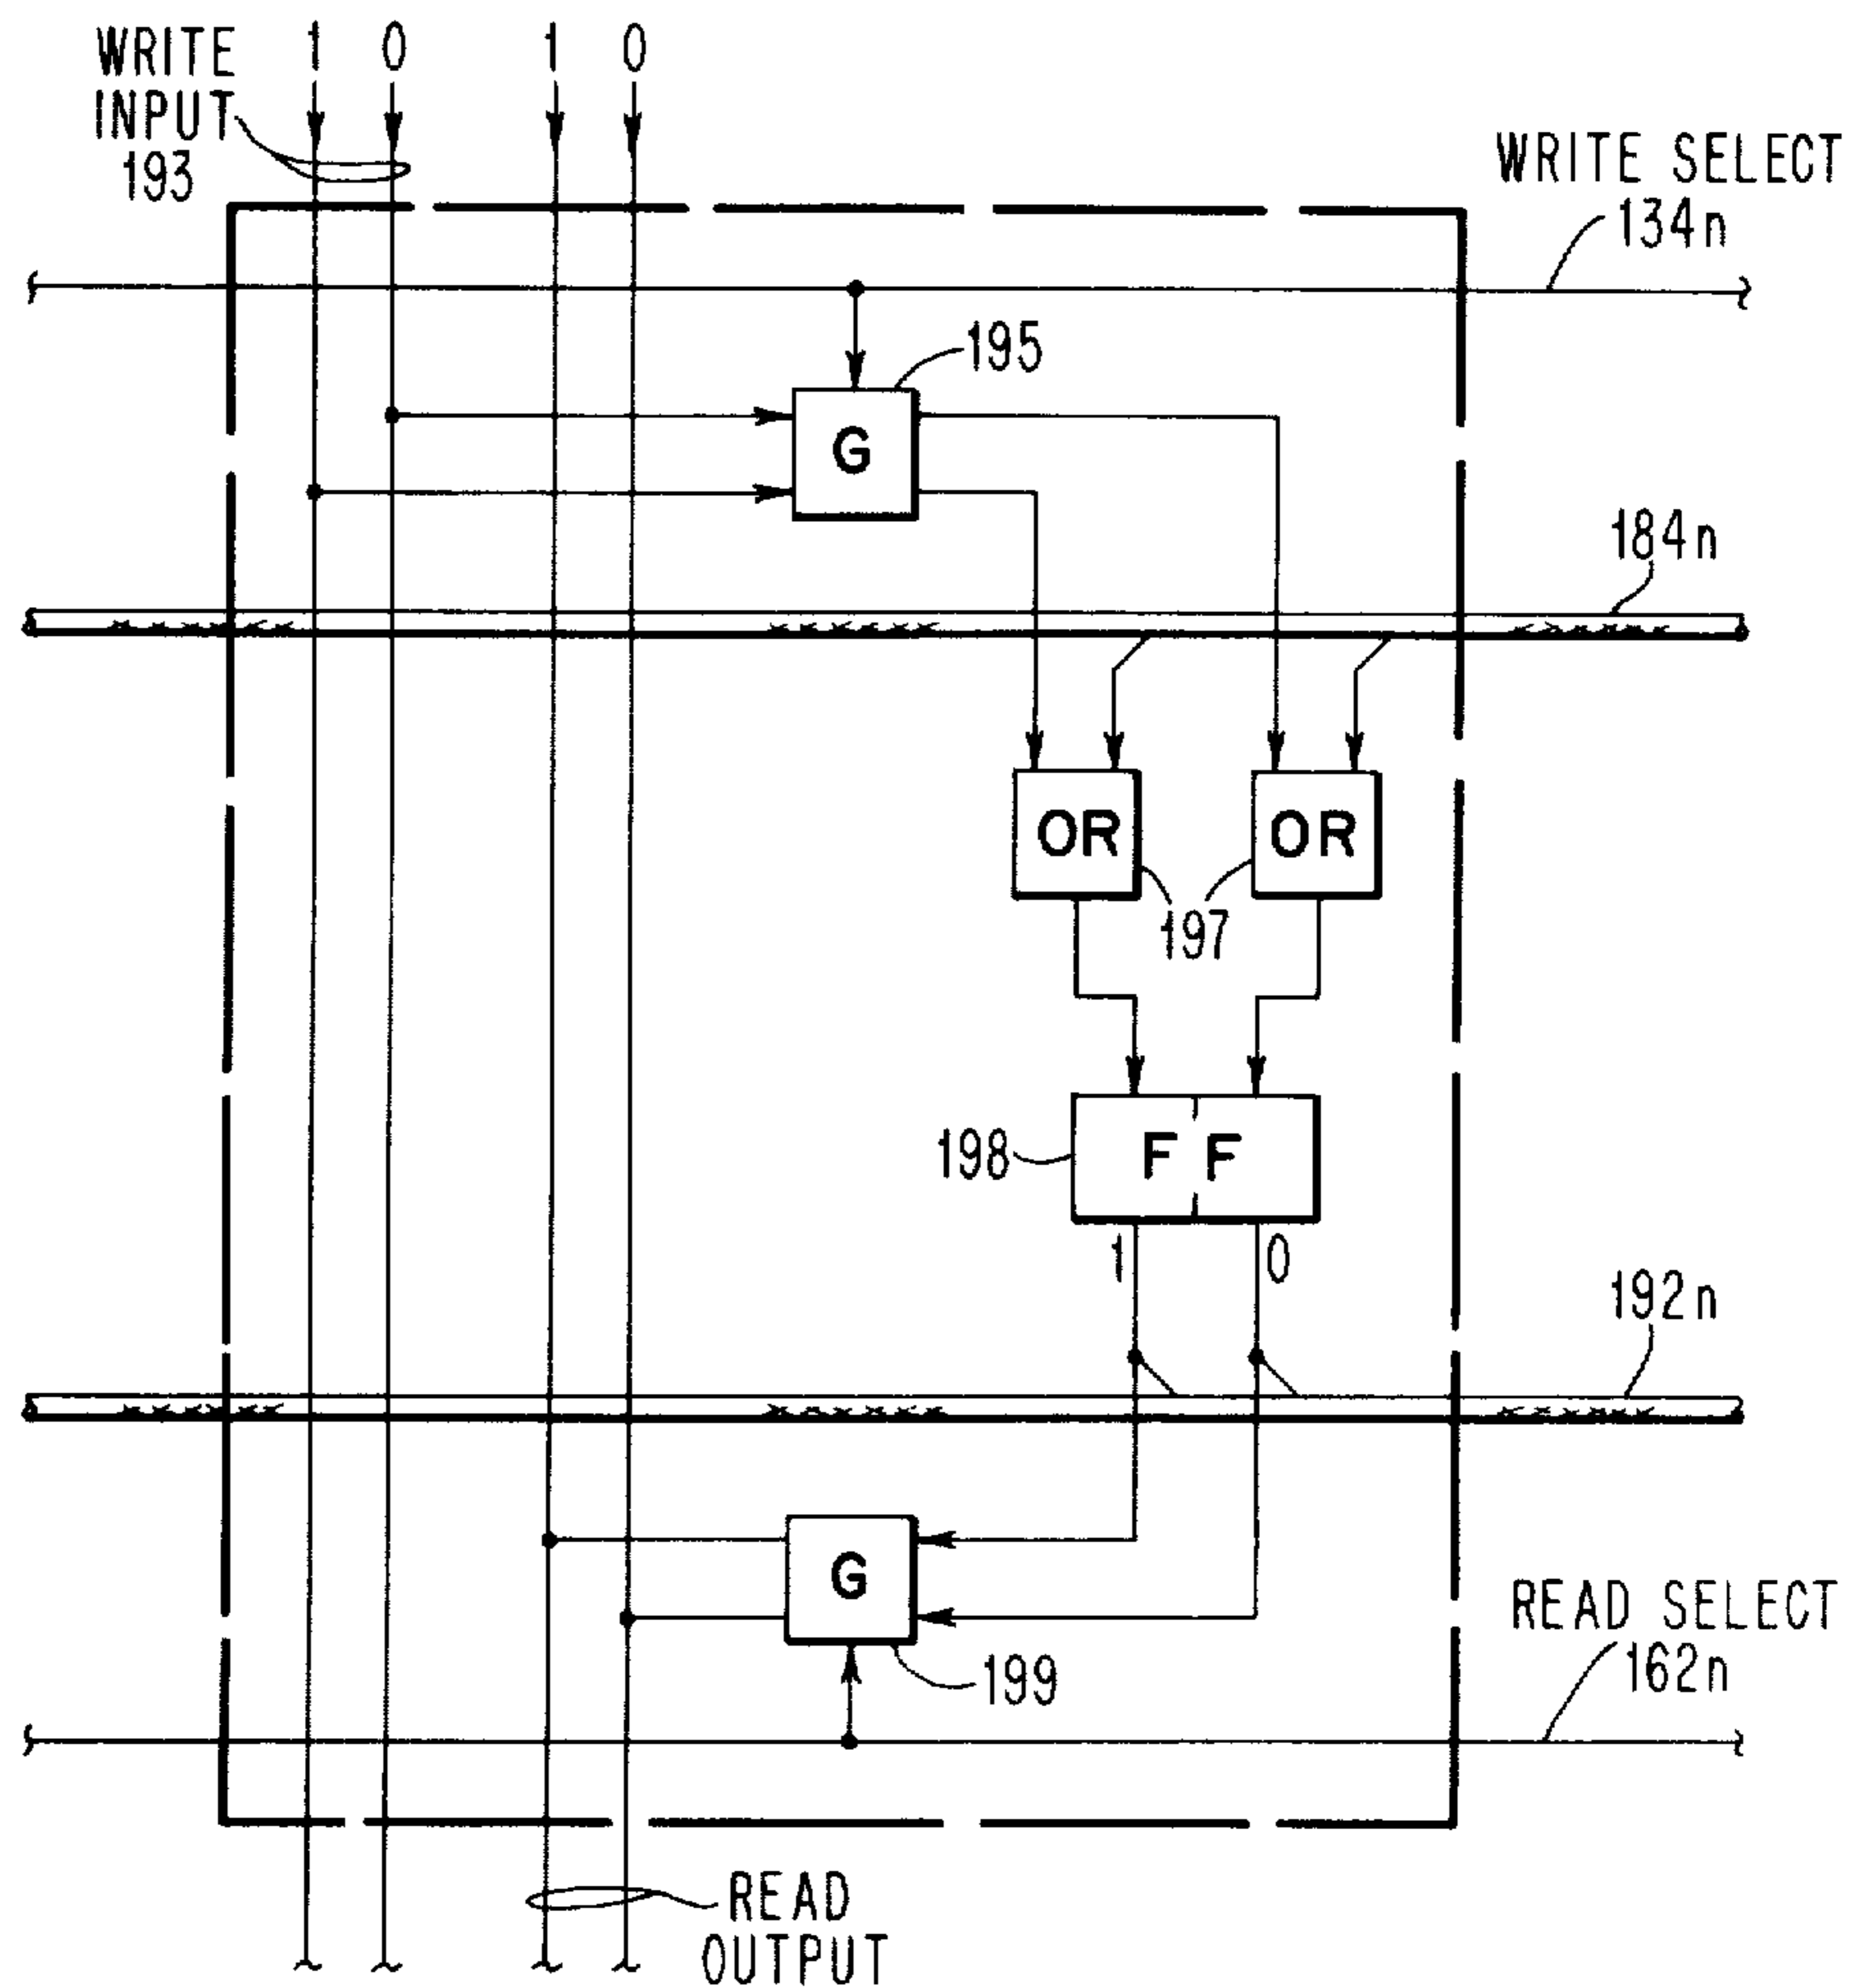 WRITE
INPUT
193
1 0 1 0
WRITE SELECT
134n
195
G
184n
OR OR
197
198
F F
1 0
192n
G
199
READ SELECT
162n
READ
OUTPUT